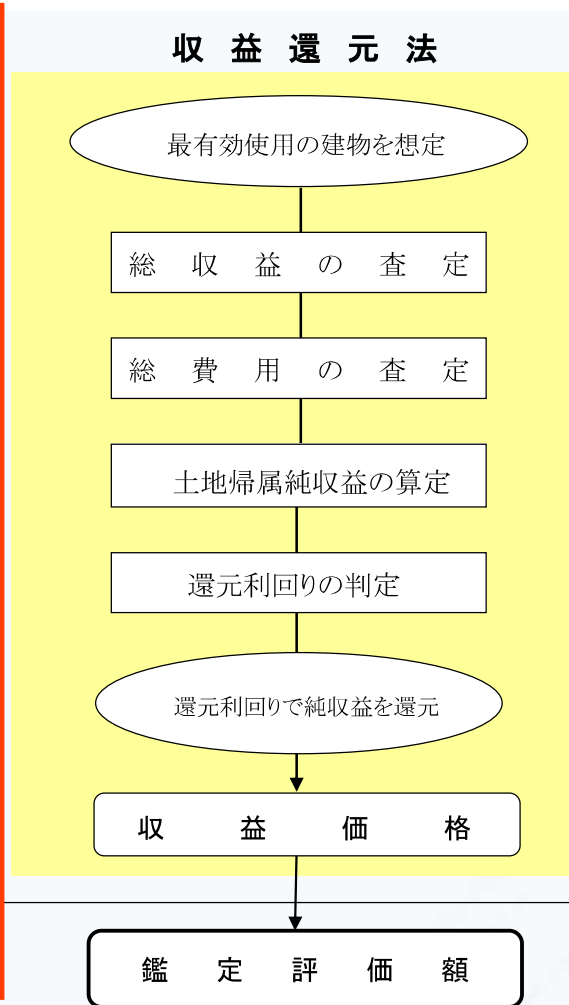 収益還元法
最有効使用の建物を想定
総収益の査定
総費用の査定
土地帰属純収益の算定
還元利回りの判定
還元利回りで純収益を還元
収益価格
鑑定評価額